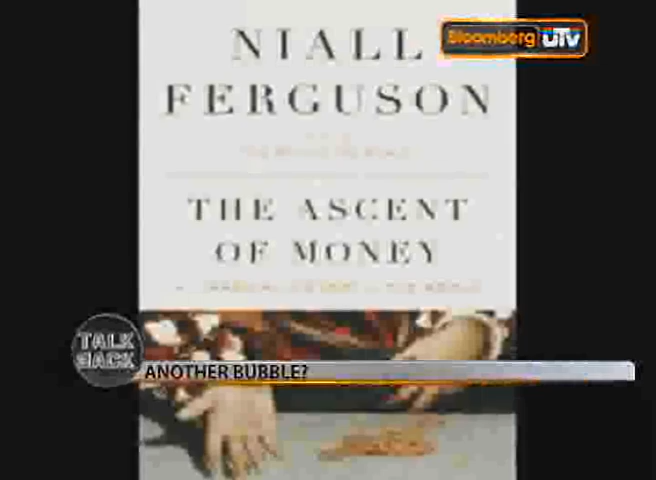 Bloomberg UTV
NIALL
FERGUSON
THE ASCENT
OF MONEY
TALK
BACK
ANOTHER BUBBLE?